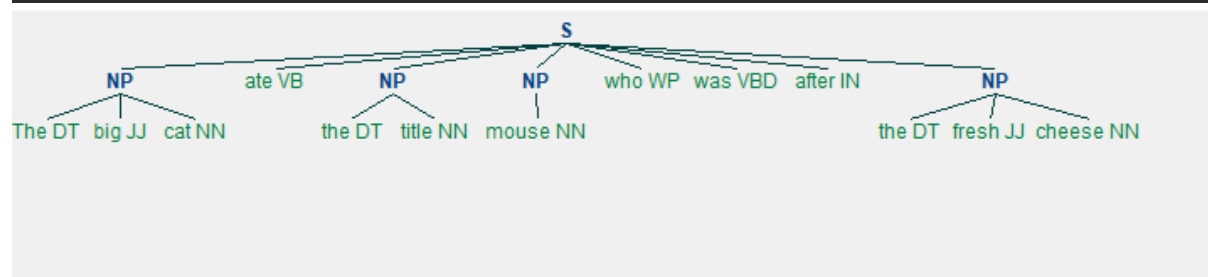 S
NP ate VB NP NP who WP was VBD after IN NP
The DT big JJ cat NN the DT title NN mouse NN the DT fresh JJ cheese NN